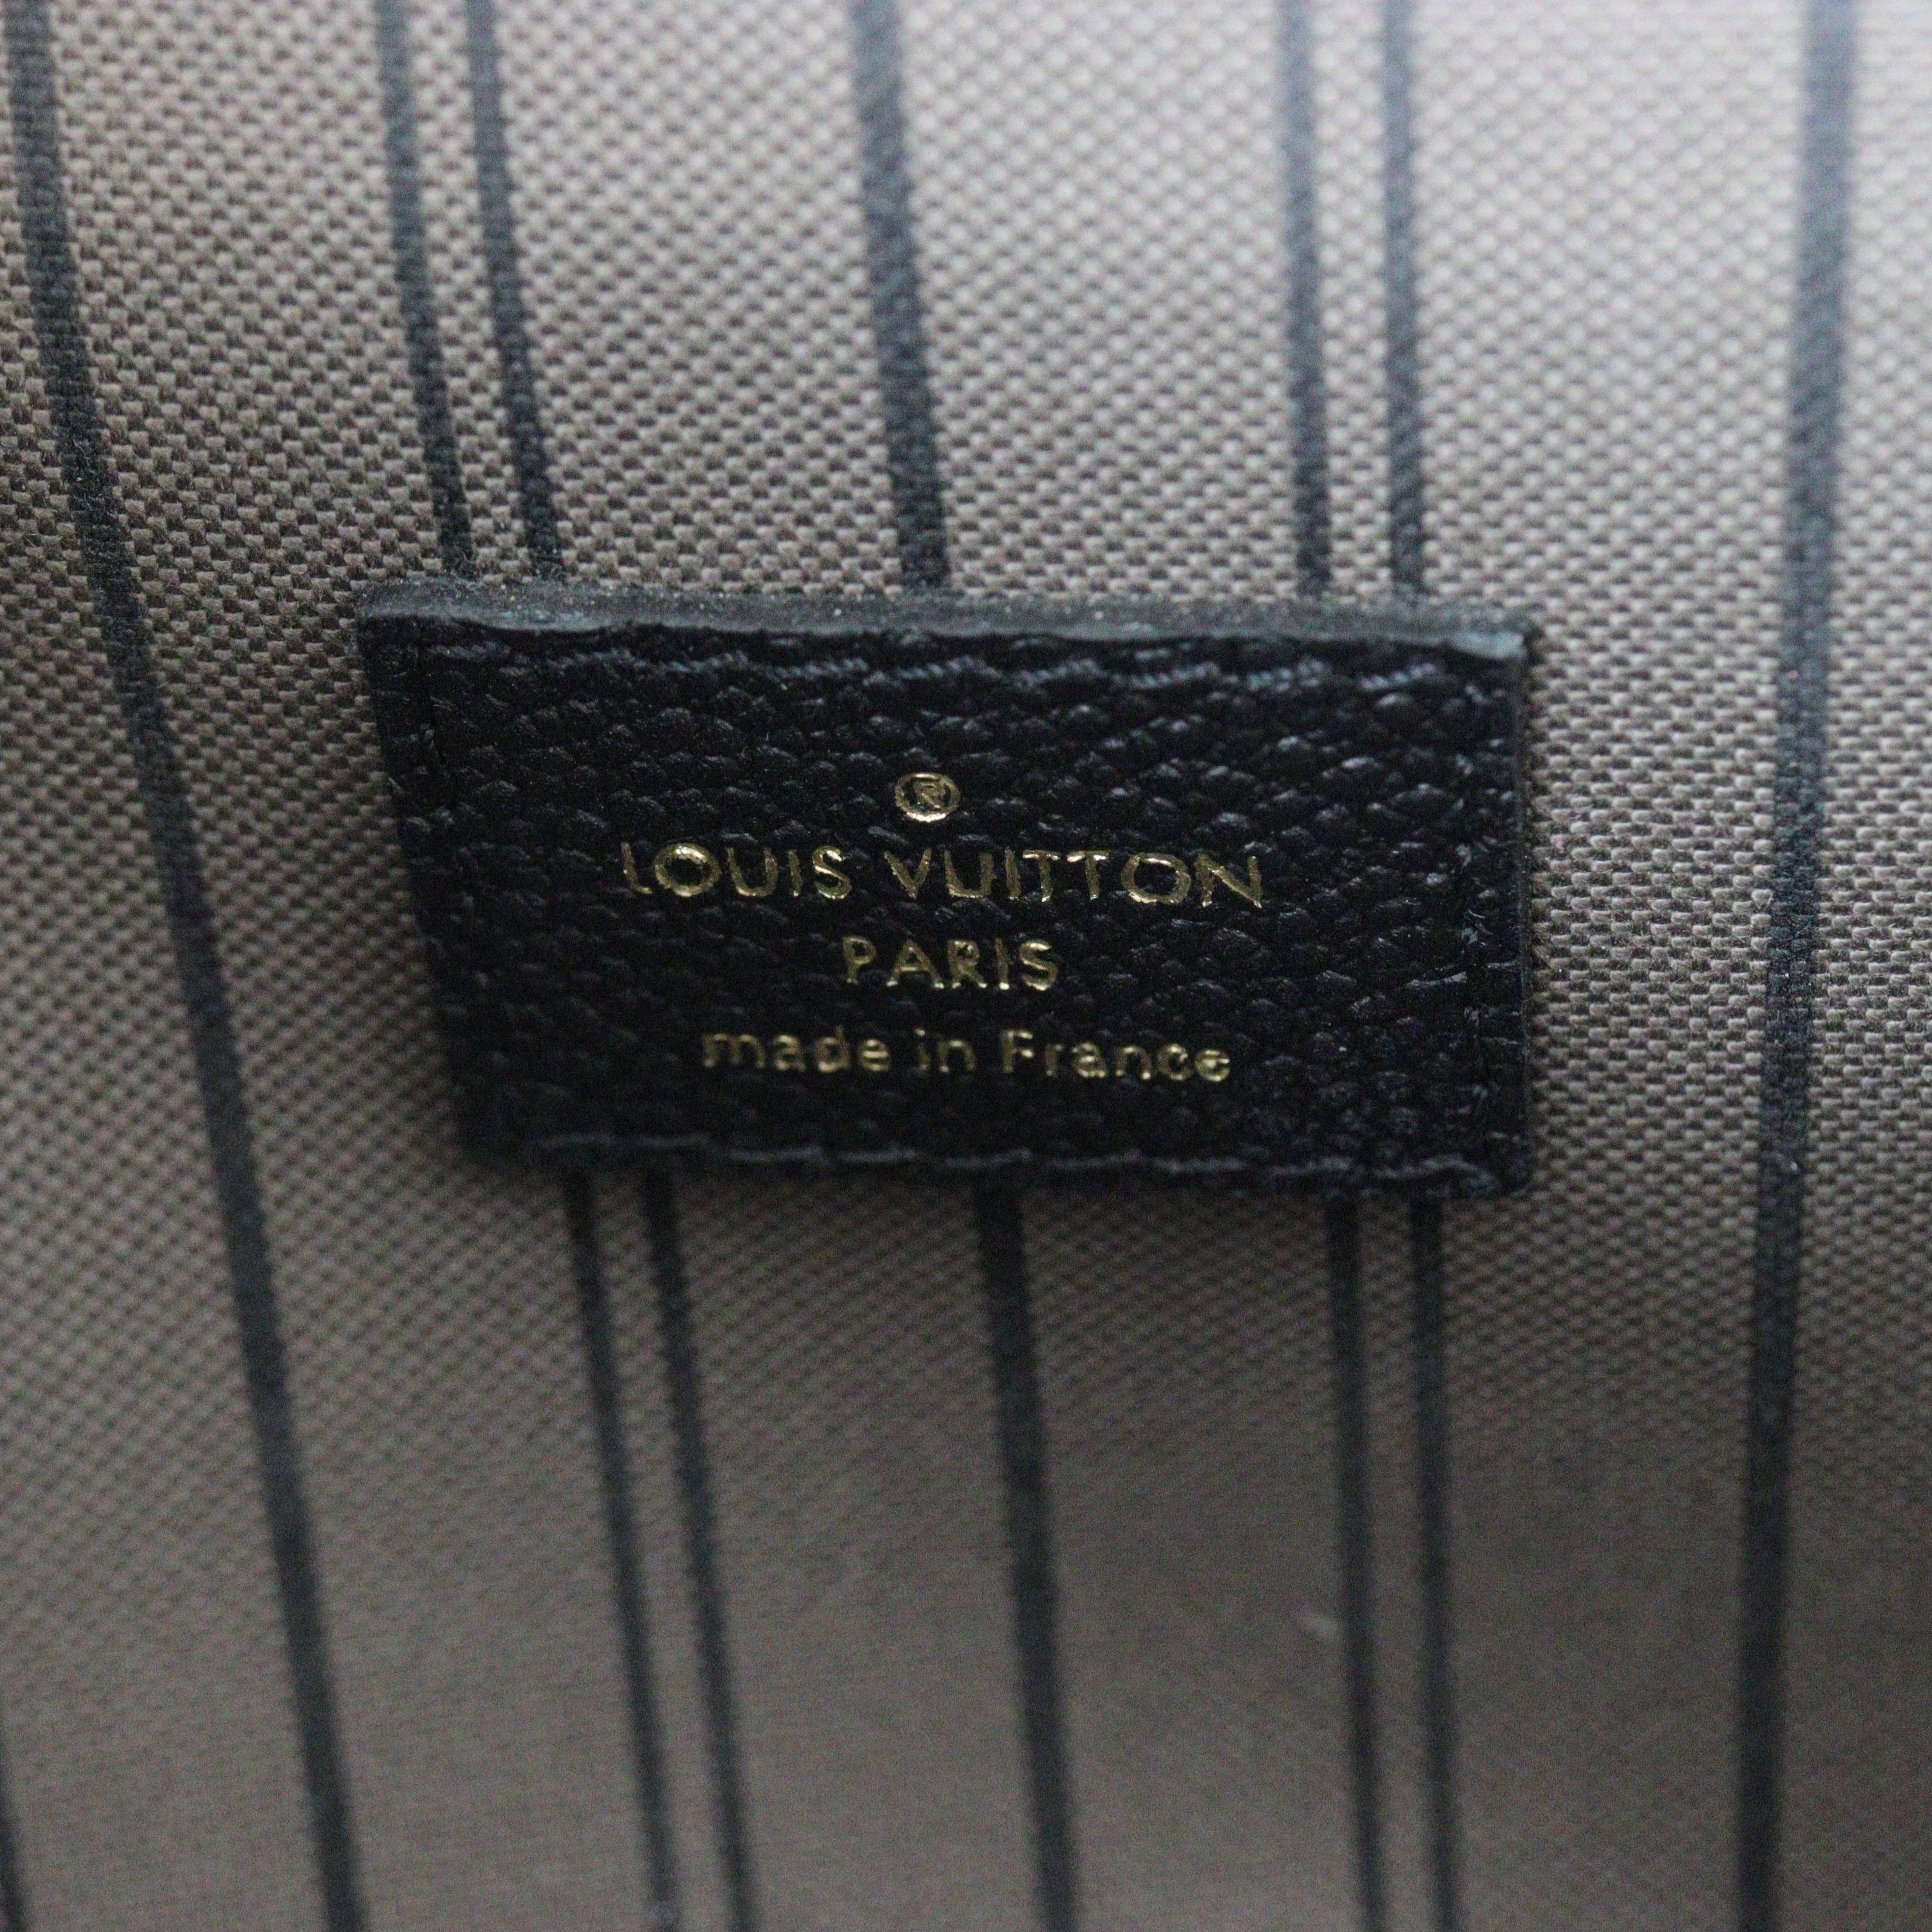 ®
LOUIS VUITTON
PARIS
made in France